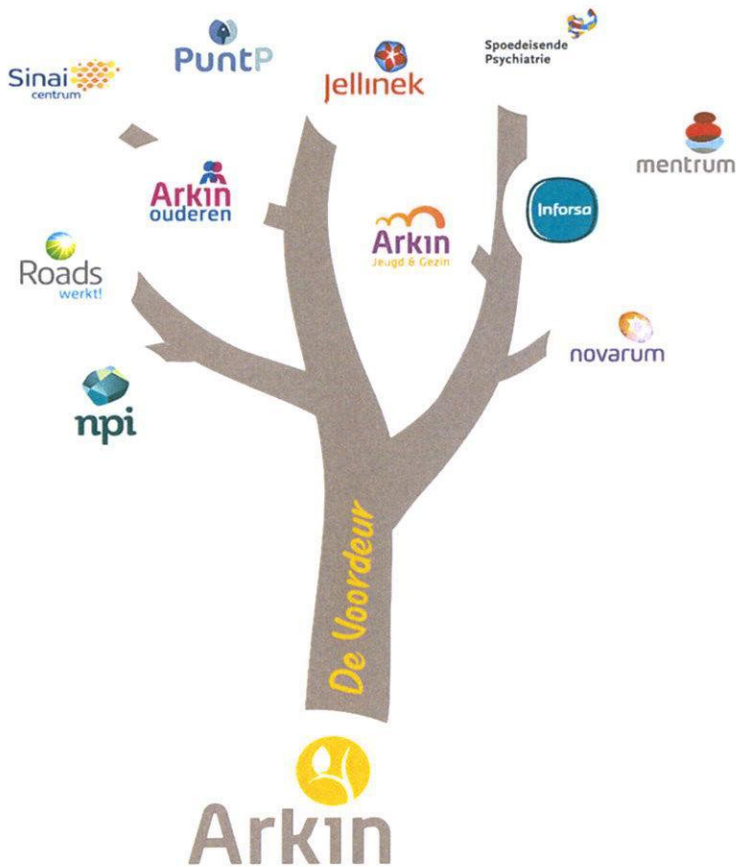 Sinai
centrum
PuntP
Jellinek
Spoedeisende
Psychiatrie
mentrum
Arkin
ouderen
Arkin
Jeugd & Gezin
Inforsa
Roads
werkt!
novarum
npi
De Voordeur
Arkin